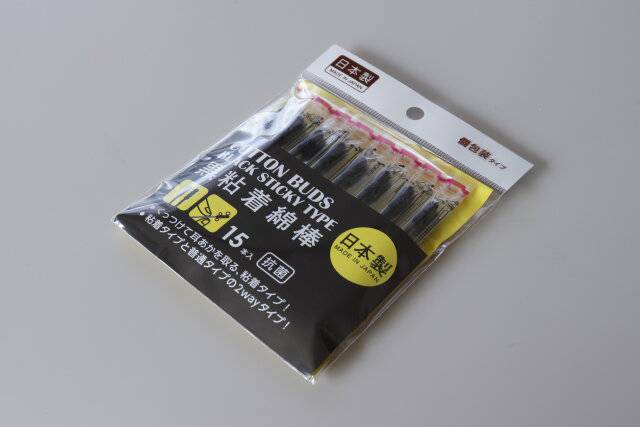 日本製
MADE IN JAPAN
個包装タイプ
COTTON BUDS
BLACK STICKY TYPE
黒粘着綿棒
15本入
抗菌
日本製
MADE IN JAPAN
くっつけて耳あかを取る、粘着タイプ!
粘着タイプと普通タイプの2wayタイプ!